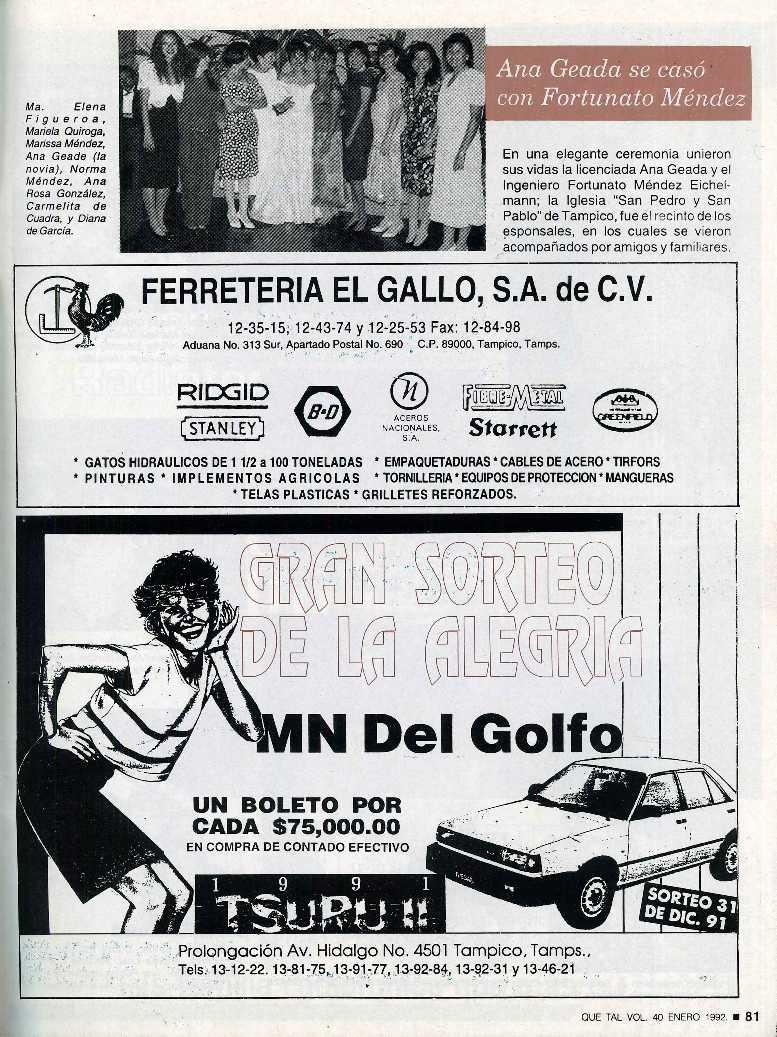 Ma. Elena
Figueroa,
Mariela Quiroga,
Marissa Méndez,
Ana Geade (la
novia), Norma
Méndez, Ana
Rosa González,
Carmelita de
Cuadra, y Diana
de García.
Ana Geada se casó
con Fortunato Méndez
En una elegante ceremonia unieron
sus vidas la licenciada Ana Geada y el
Ingeniero Fortunato Méndez Eichel-
mann; la Iglesia "San Pedro y San
Pablo" de Tampico, fue el recinto de los
esponsales, en los cuales se vieron
acompañados por amigos y familiares.
FERRETERIA EL GALLO, S.A. de C.V.
12-35-15, 12-43-74 y 12-25-53 Fax: 12-84-98
Aduana No. 313 Sur, Apartado Postal No. 690 C.P. 89000, Tampico, Tamps.
RIDGID
STANLEY
B-D
ACEROS
NACIONALES,
S.A.
FIBRE-METAL
Starrett
GREENFIELD
* GATOS HIDRAULICOS DE 1 1/2 a 100 TONELADAS * EMPAQUETADURAS * CABLES DE ACERO * TIRFORS
* PINTURAS * IMPLEMENTOS AGRICOLAS * TORNILLERIA * EQUIPOS DE PROTECCION * MANGUERAS
* TELAS PLASTICAS * GRILLETES REFORZADOS.
GRAN SORTEO
DE LA ALEGRIA
MN Del Golfo
UN BOLETO POR
CADA $75,000.00
EN COMPRA DE CONTADO EFECTIVO
1991
TSURU II
SORTEO 31
DE DIC. 91
Prolongación Av. Hidalgo No. 4501 Tampico, Tamps.,
Tels. 13-12-22. 13-81-75, 13-91-77, 13-92-84, 13-92-31 y 13-46-21
QUE TAL VOL. 40 ENERO 1992. ■ 81